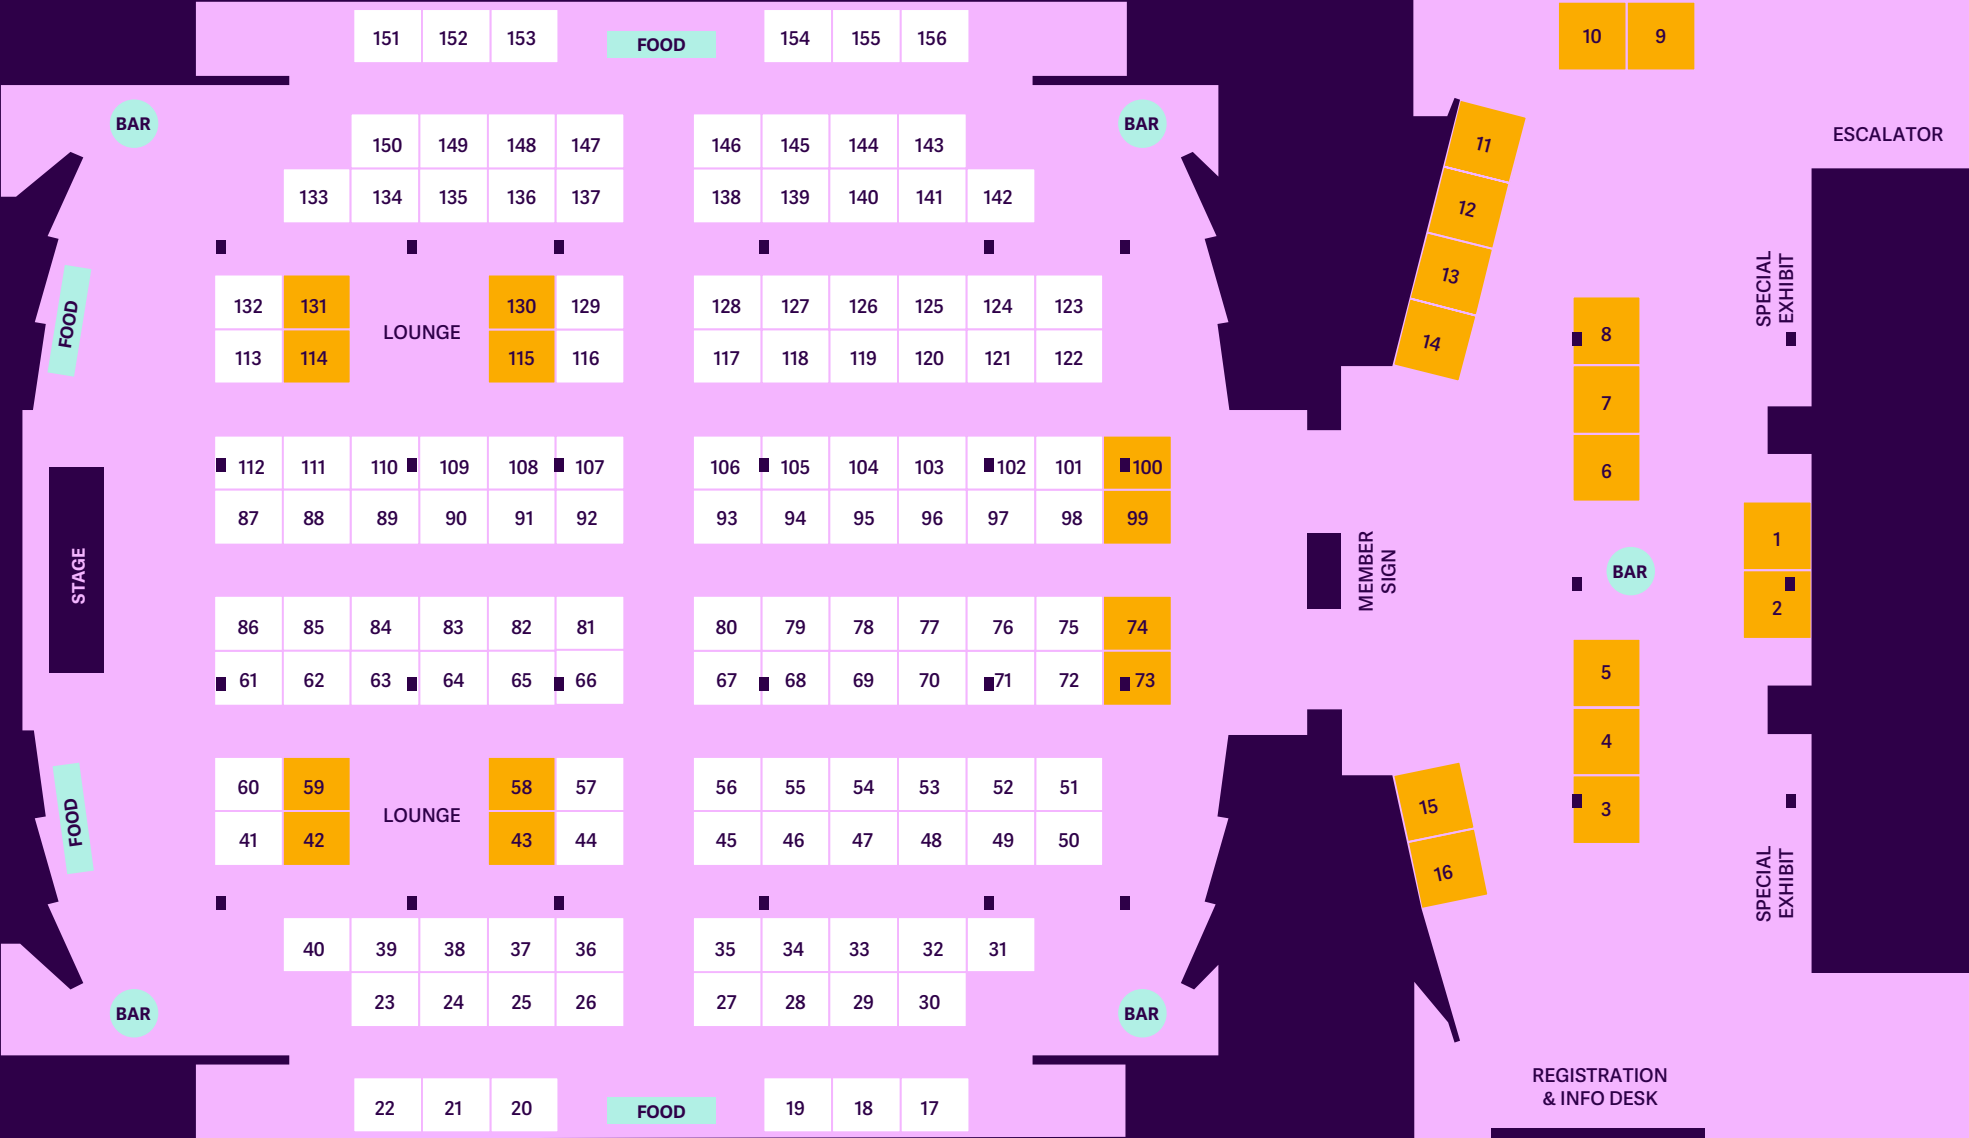 151 152 153 FOOD 154 155 156 10 9
BAR BAR ESCALATOR
150 149 148 147 146 145 144 143 11
133 134 135 136 137 138 139 140 141 142 12
FOOD 132 131 130 129 128 127 126 125 124 123 13 SPECIAL
EXHIBIT
LOUNGE
113 114 115 116 117 118 119 120 121 122 14 8
7
112 111 110 109 108 107 106 105 104 103 102 101 100 6
87 88 89 90 91 92 93 94 95 96 97 98 99 1
STAGE MEMBER
SIGN
BAR
2
86 85 84 83 82 81 80 79 78 77 76 75 74
61 62 63 64 65 66 67 68 69 70 71 72 73 5
4
60 59 58 57 56 55 54 53 52 51 15 3
LOUNGE
FOOD
41 42 43 44 45 46 47 48 49 50 16 SPECIAL
EXHIBIT
40 39 38 37 36 35 34 33 32 31
23 24 25 26 27 28 29 30
BAR BAR
REGISTRATION
& INFO DESK
22 21 20 FOOD 19 18 17